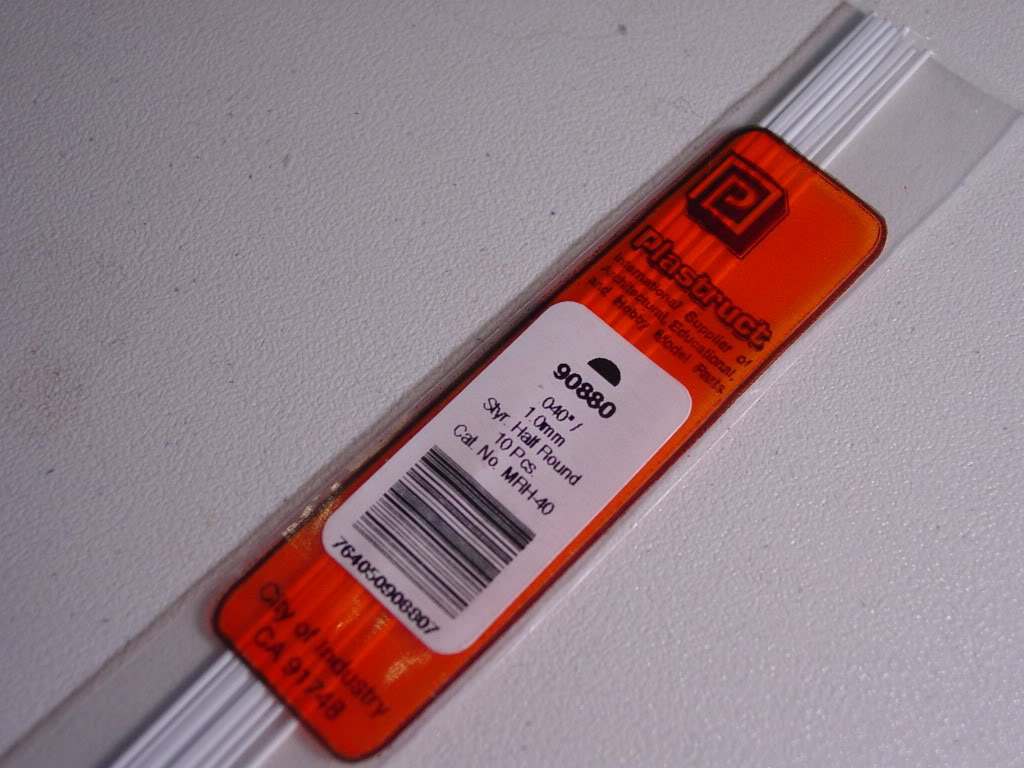 P
Plastruct
International Supplier of
Architectural, Educational,
and Hobby Model Parts
90880
.040"/
1.0mm
Styr. Half Round
10 Pcs.
Cat. No. MRH-40
764050908807
City of Industry
CA 91748